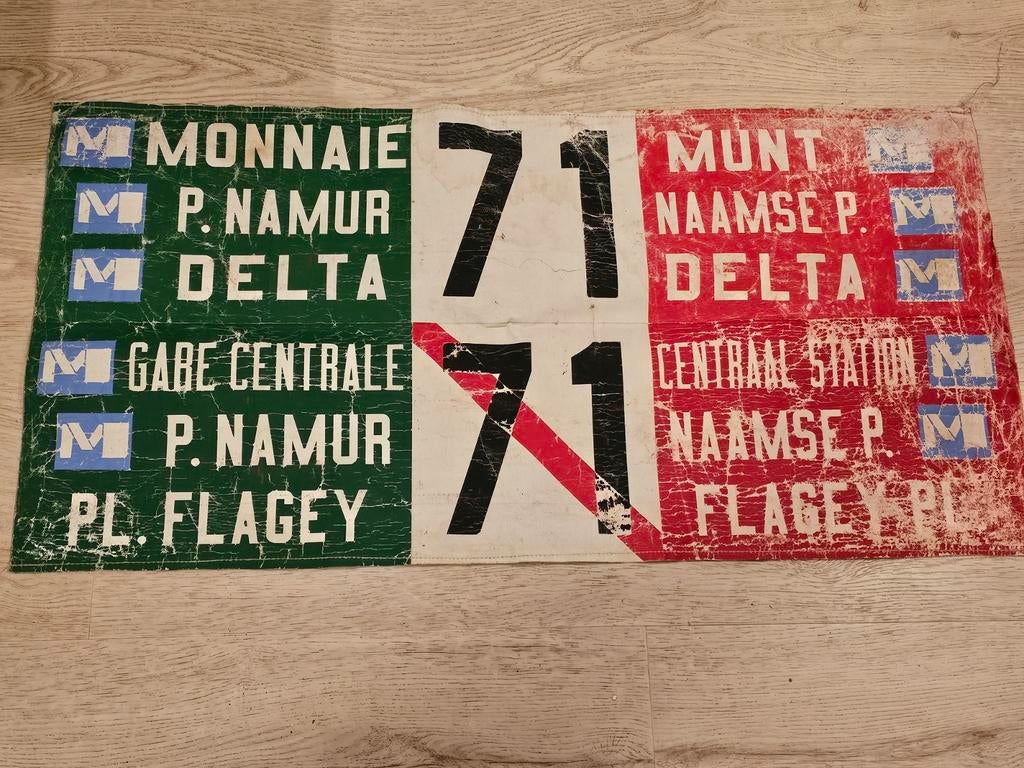 M MONNAIE 71 MUNT M
M P. NAMUR NAAMSE P. M
M DELTA DELTA M
M GARE CENTRALE 71 CENTRAAL STATION M
M P. NAMUR NAAMSE P. M
PL. FLAGEY FLAGEY PL